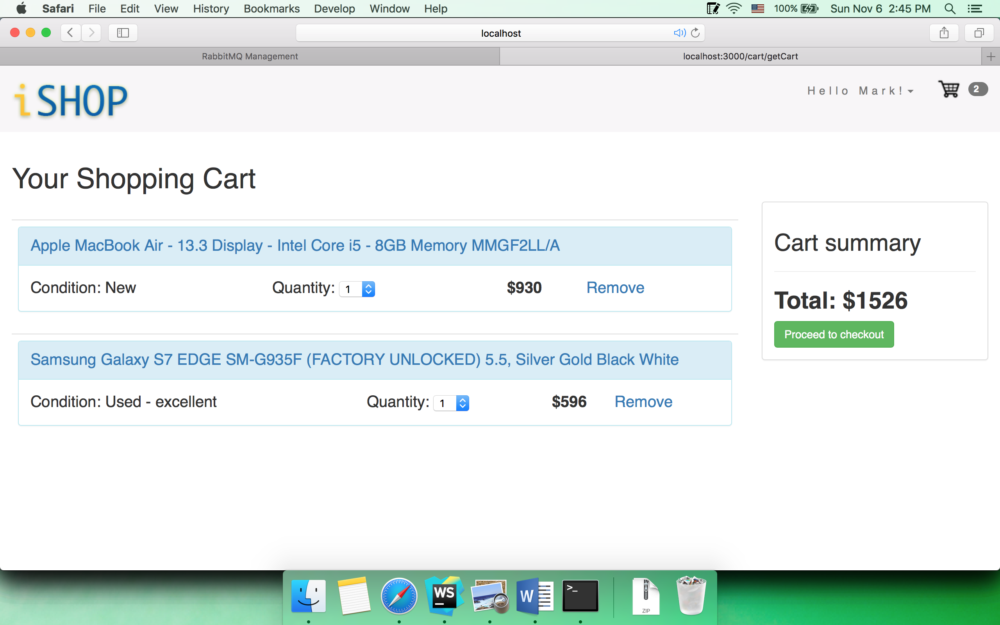 Safari File Edit View History Bookmarks Develop Window Help 100% Sun Nov 6 2:45 PM
localhost
RabbitMQ Management localhost:3000/cart/getCart
iSHOP Hello Mark! 2
Your Shopping Cart
Apple MacBook Air - 13.3 Display - Intel Core i5 - 8GB Memory MMGF2LL/A
Condition: New Quantity: 1 $930 Remove
Samsung Galaxy S7 EDGE SM-G935F (FACTORY UNLOCKED) 5.5, Silver Gold Black White
Condition: Used - excellent Quantity: 1 $596 Remove
Cart summary
Total: $1526
Proceed to checkout
WS W >_ ZIP